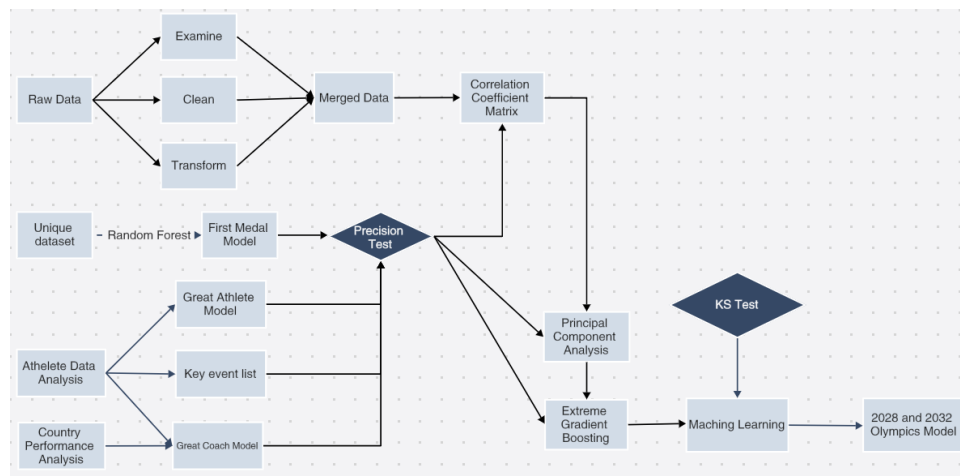 Examine
Raw Data
Clean
Transform
Merged Data
Correlation
Coefficient
Matrix
Unique
dataset
Random Forest
First Medal
Model
Precision
Test
Great Athlete
Model
Athelete Data
Analysis
Key event list
Country
Performance
Analysis
Great Coach Model
KS Test
Principal
Component
Analysis
Extreme
Gradient
Boosting
Maching Learning
2028 and 2032
Olympics Model